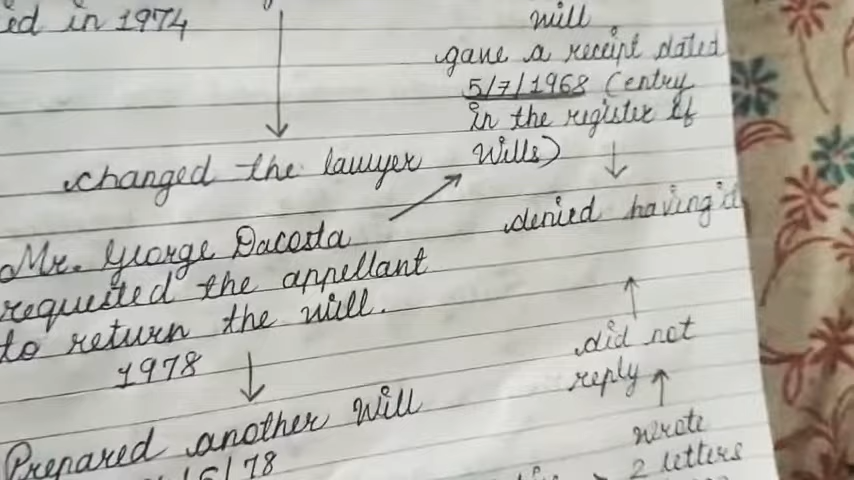 ed in 1974
changed the lawyer
Mr. George Dacosta
requested the appellant
to return the will.
1978
Prepared another Will
/78
will
gave a receipt dated
5/7/1968 (entry
in the register of
Wills)
denied having it
did not
reply
wrote
2 letters